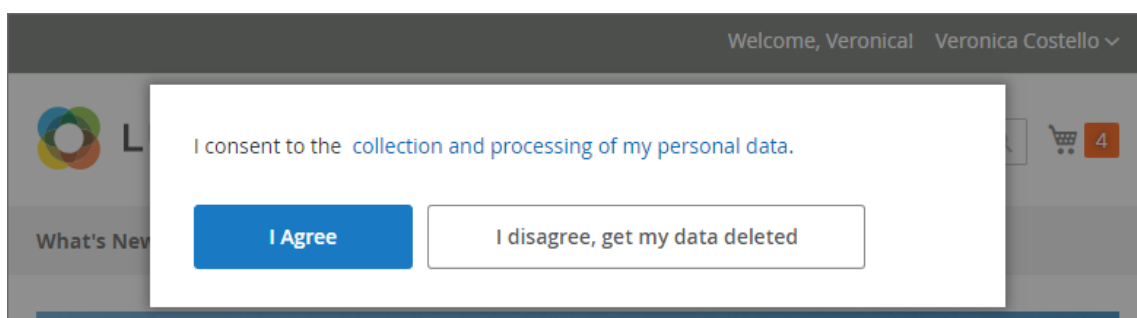 Welcome, Veronica! Veronica Costello
L
4
I consent to the collection and processing of my personal data.
I Agree
I disagree, get my data deleted
What's New